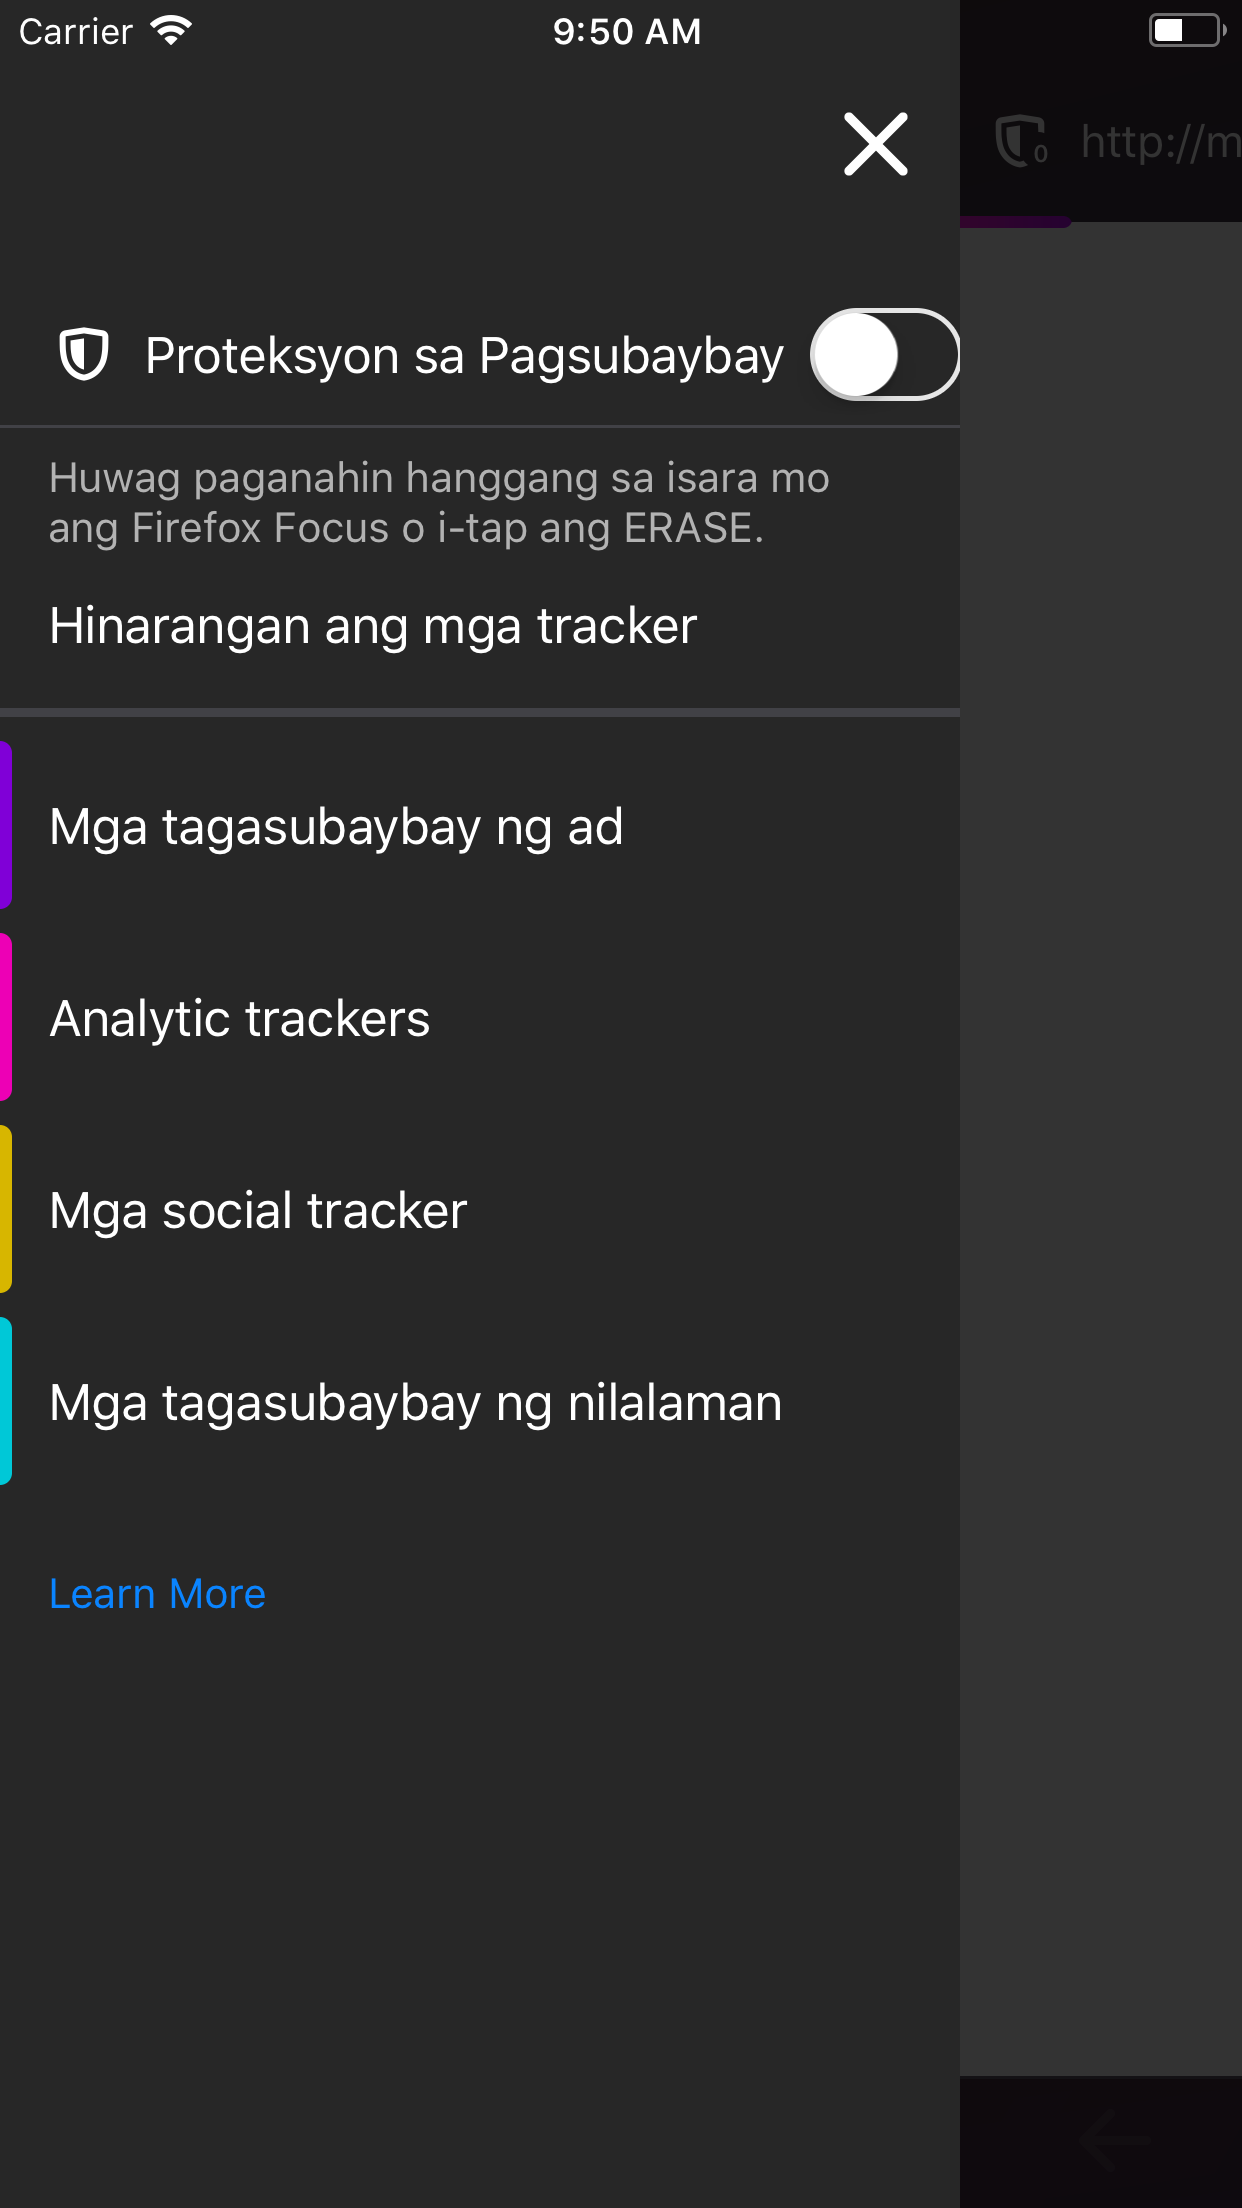 Carrier
9:50 AM
0
http://m
Proteksyon sa Pagsubaybay
Huwag paganahin hanggang sa isara mo
ang Firefox Focus o i-tap ang ERASE.
Hinarangan ang mga tracker
Mga tagasubaybay ng ad
Analytic trackers
Mga social tracker
Mga tagasubaybay ng nilalaman
Learn More